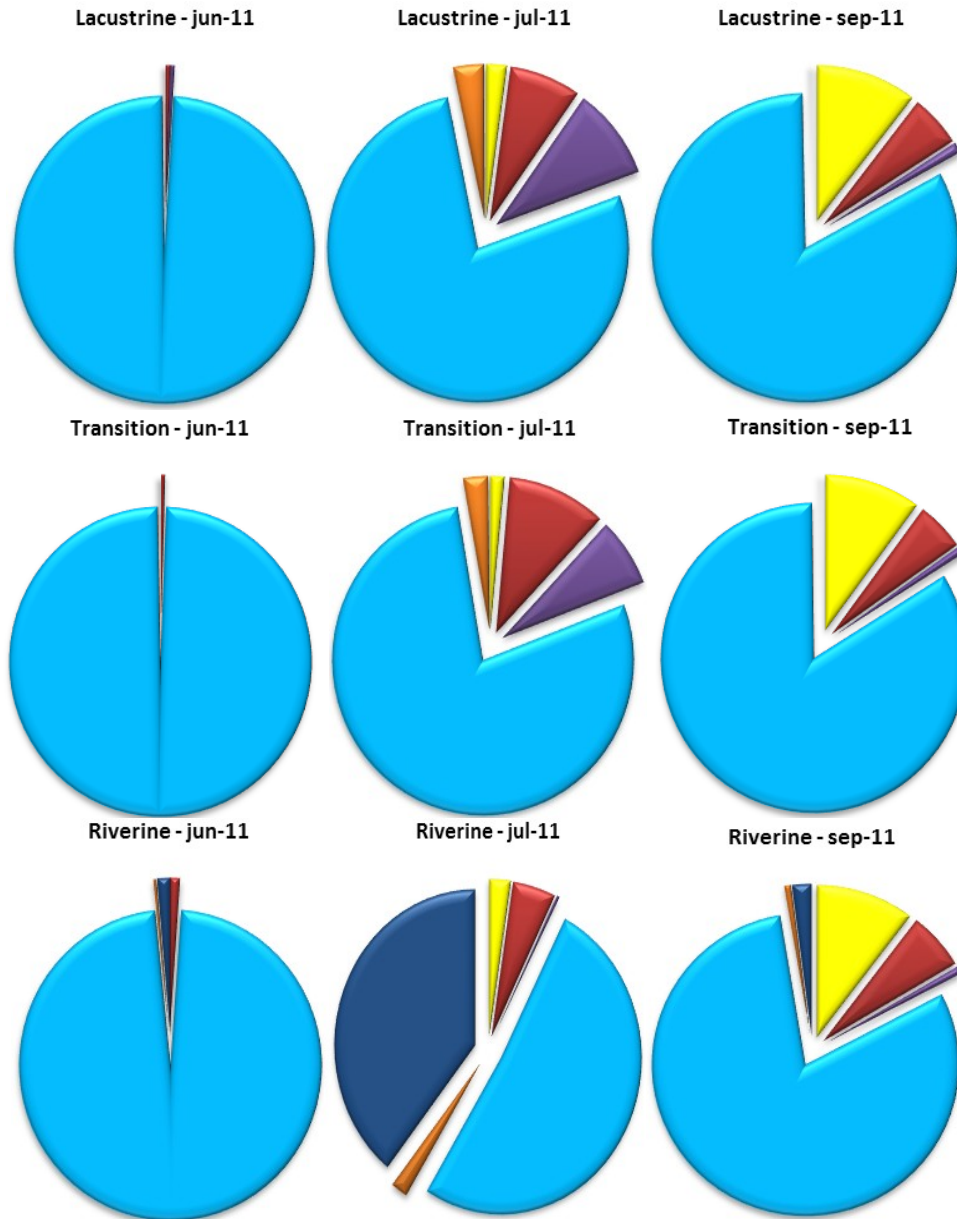 Lacustrine - jun-11
Lacustrine - jul-11
Lacustrine - sep-11
Transition - jun-11
Transition - jul-11
Transition - sep-11
Riverine - jun-11
Riverine - jul-11
Riverine - sep-11